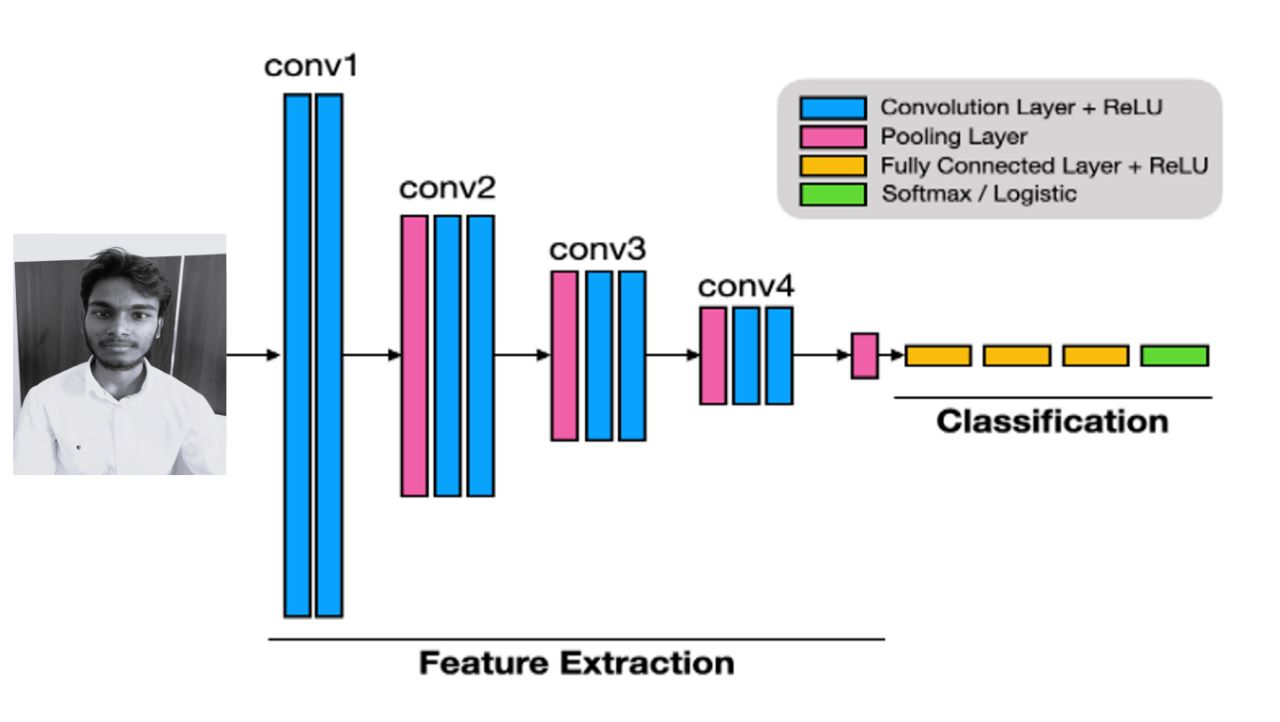 conv1
conv2
conv3
conv4
Convolution Layer + ReLU
Pooling Layer
Fully Connected Layer + ReLU
Softmax / Logistic
Classification
Feature Extraction